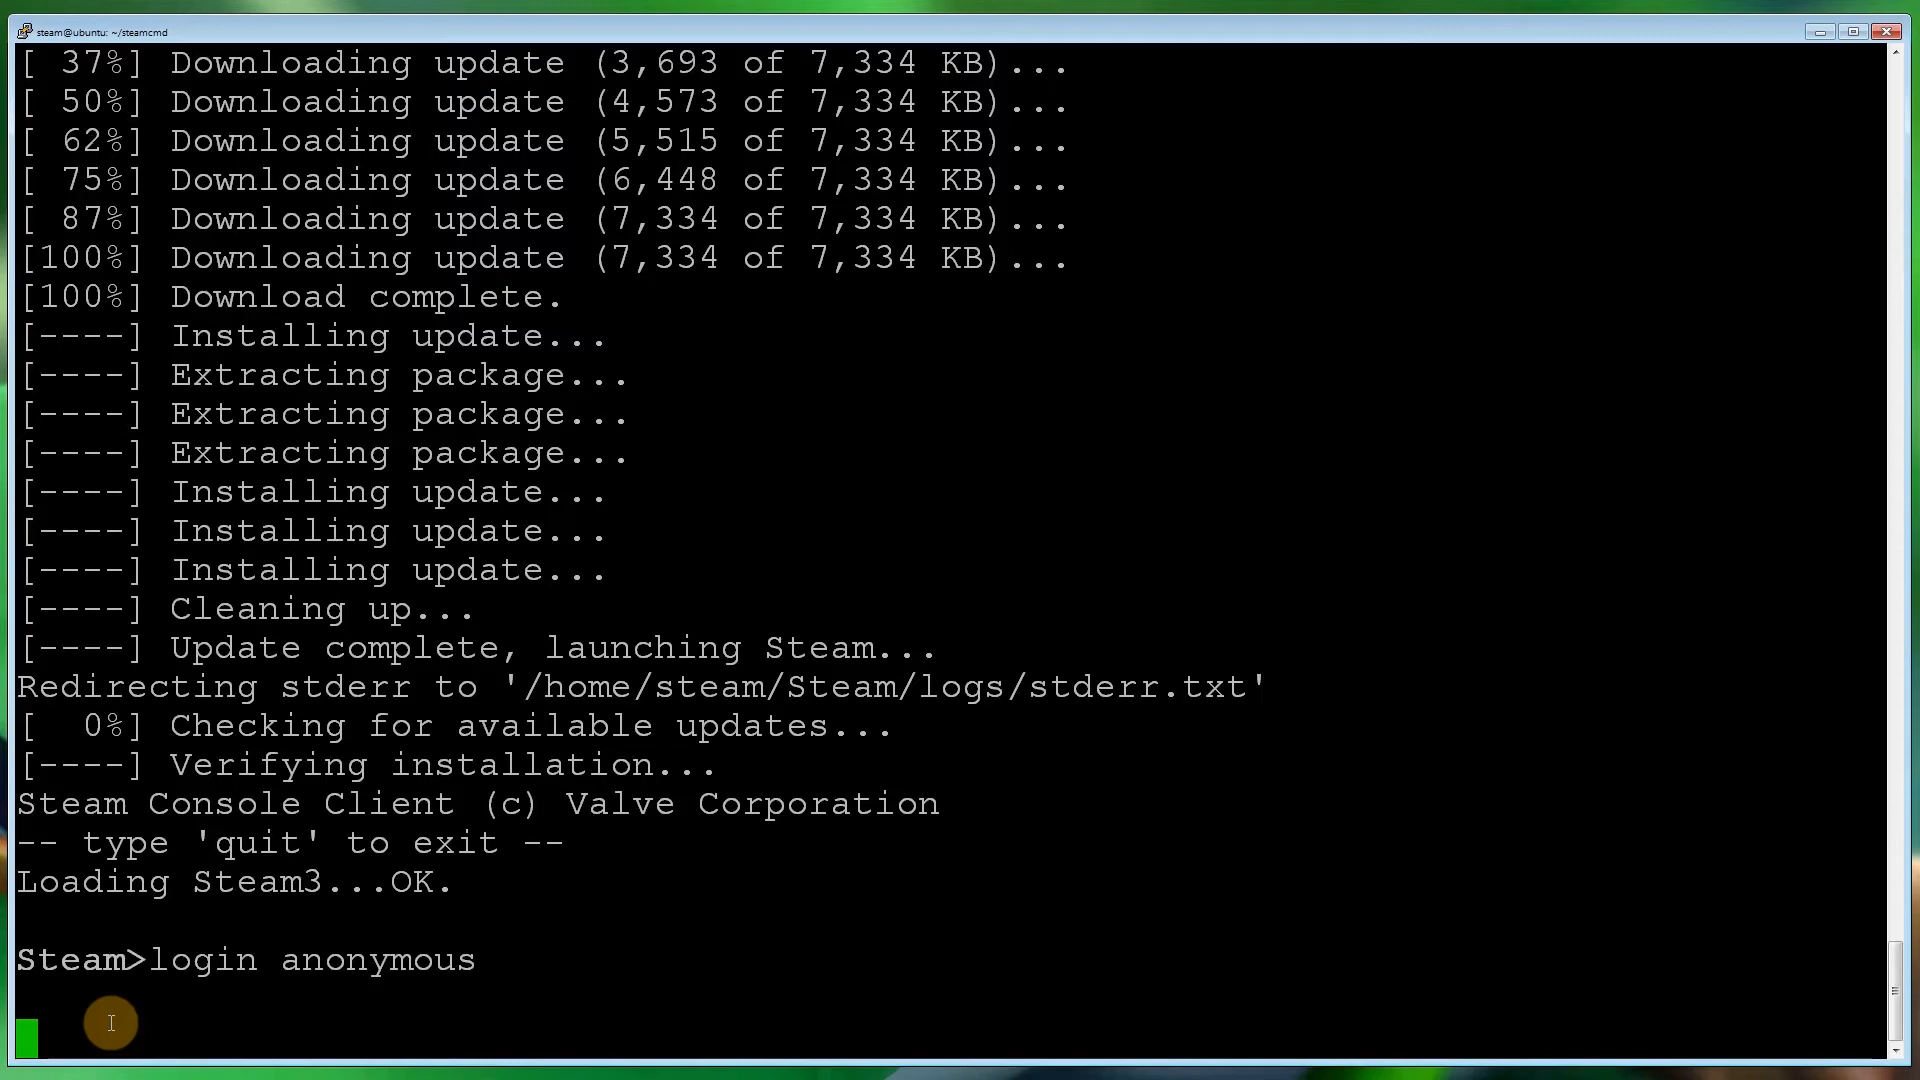 steam@ubuntu: ~/steamcmd
[ 37%] Downloading update (3,693 of 7,334 KB)...
[ 50%] Downloading update (4,573 of 7,334 KB)...
[ 62%] Downloading update (5,515 of 7,334 KB)...
[ 75%] Downloading update (6,448 of 7,334 KB)...
[ 87%] Downloading update (7,334 of 7,334 KB)...
[100%] Downloading update (7,334 of 7,334 KB)...
[100%] Download complete.
[----] Installing update...
[----] Extracting package...
[----] Extracting package...
[----] Extracting package...
[----] Installing update...
[----] Installing update...
[----] Installing update...
[----] Cleaning up...
[----] Update complete, launching Steam...
Redirecting stderr to '/home/steam/Steam/logs/stderr.txt'
[  0%] Checking for available updates...
[----] Verifying installation...
Steam Console Client (c) Valve Corporation
-- type 'quit' to exit --
Loading Steam3...OK.
Steam>login anonymous